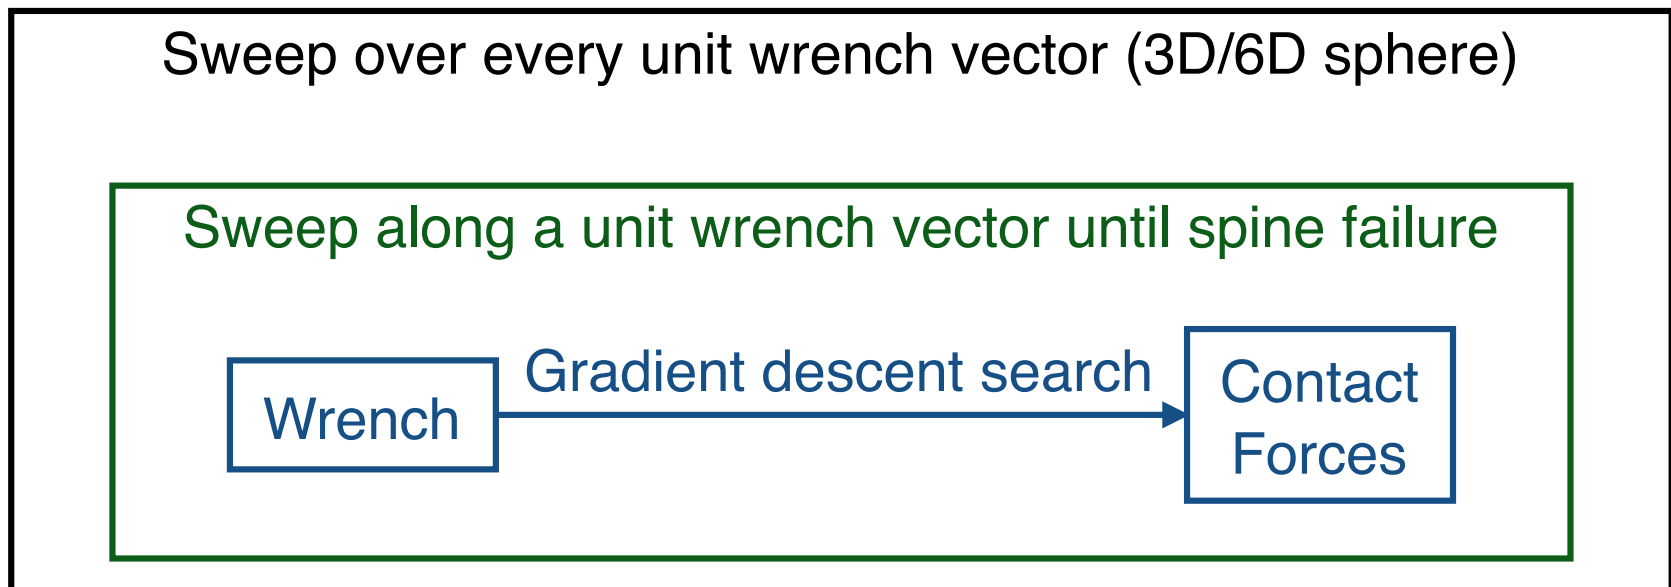 Sweep over every unit wrench vector (3D/6D sphere)
Sweep along a unit wrench vector until spine failure
Gradient descent search
Wrench
Contact
Forces